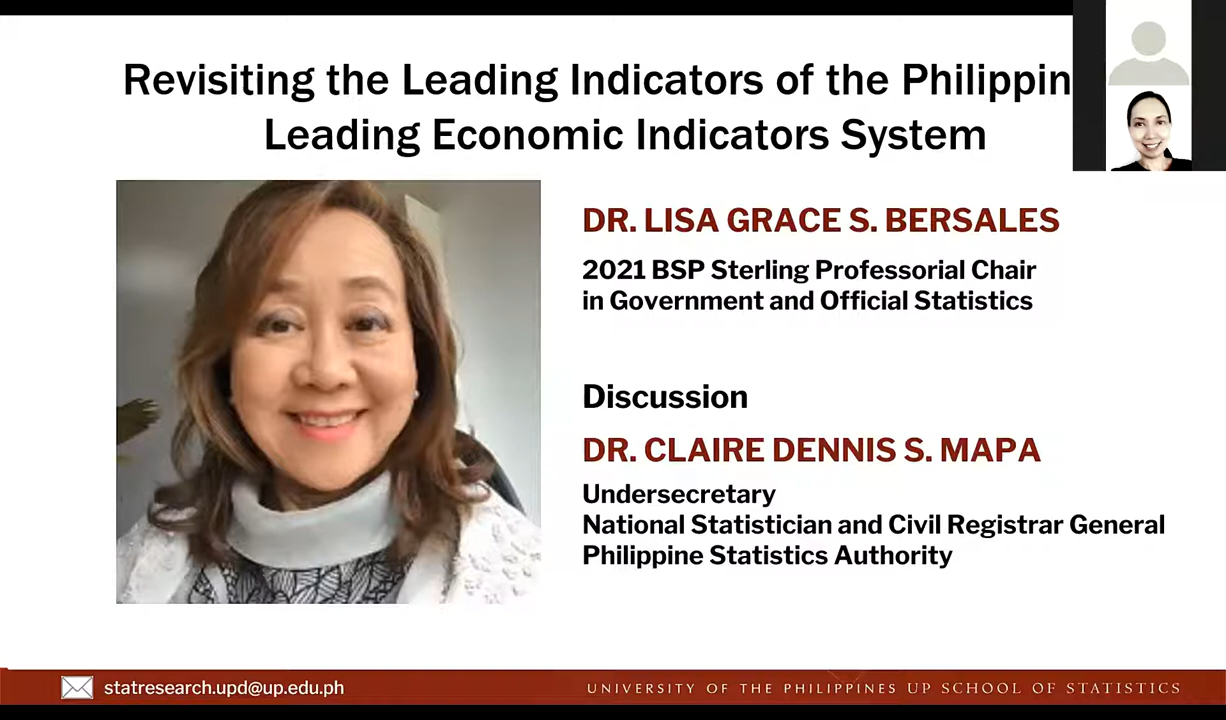 Revisiting the Leading Indicators of the Philippin
Leading Economic Indicators System
DR. LISA GRACE S. BERSALES
2021 BSP Sterling Professorial Chair
in Government and Official Statistics
Discussion
DR. CLAIRE DENNIS S. MAPA
Undersecretary
National Statistician and Civil Registrar General
Philippine Statistics Authority
statresearch.upd@up.edu.ph
UNIVERSITY OF THE PHILIPPINES UP SCHOOL OF STATISTICS